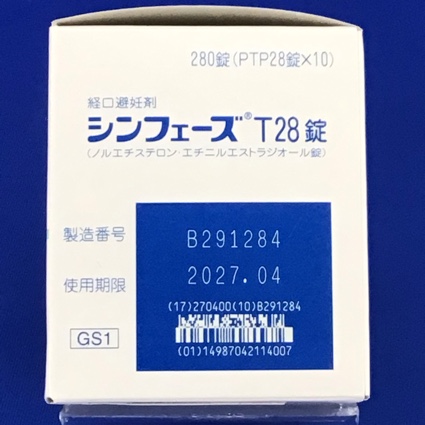 280錠(PTP28錠×10)
経口避妊剤
シンフェーズ®T28錠
(ノルエチステロン・エチニルエストラジオール錠)
製造番号 B291284
使用期限 2027.04
(17)270400(10)B291284
GS1
(01)14987042114007